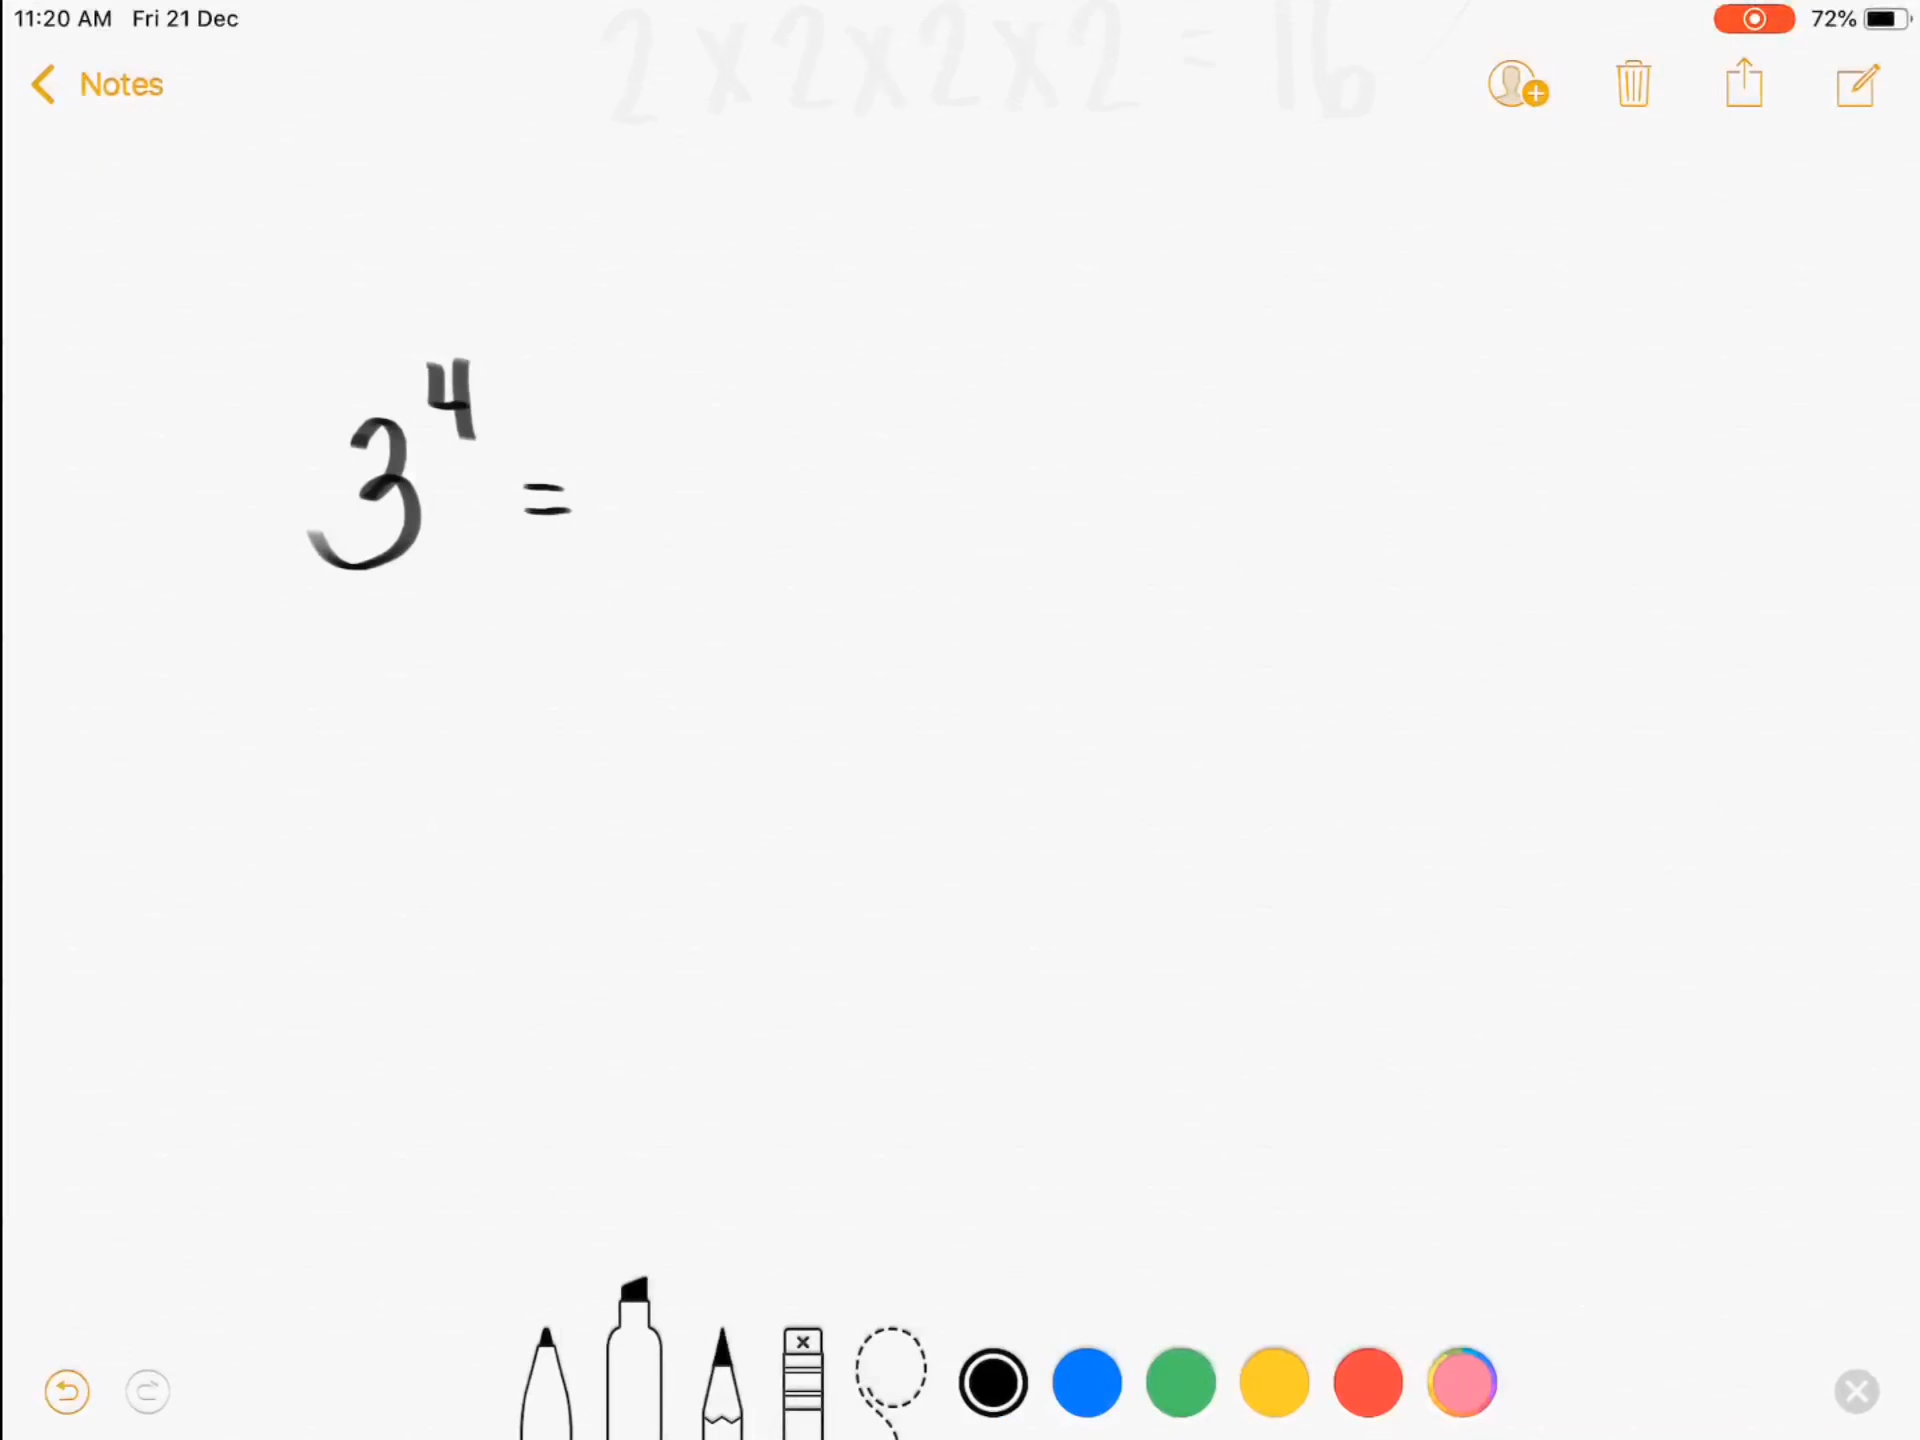 11:20 AM Fri 21 Dec 72%
2 x 2 x 2 x 2 = 16
Notes
3⁴ =